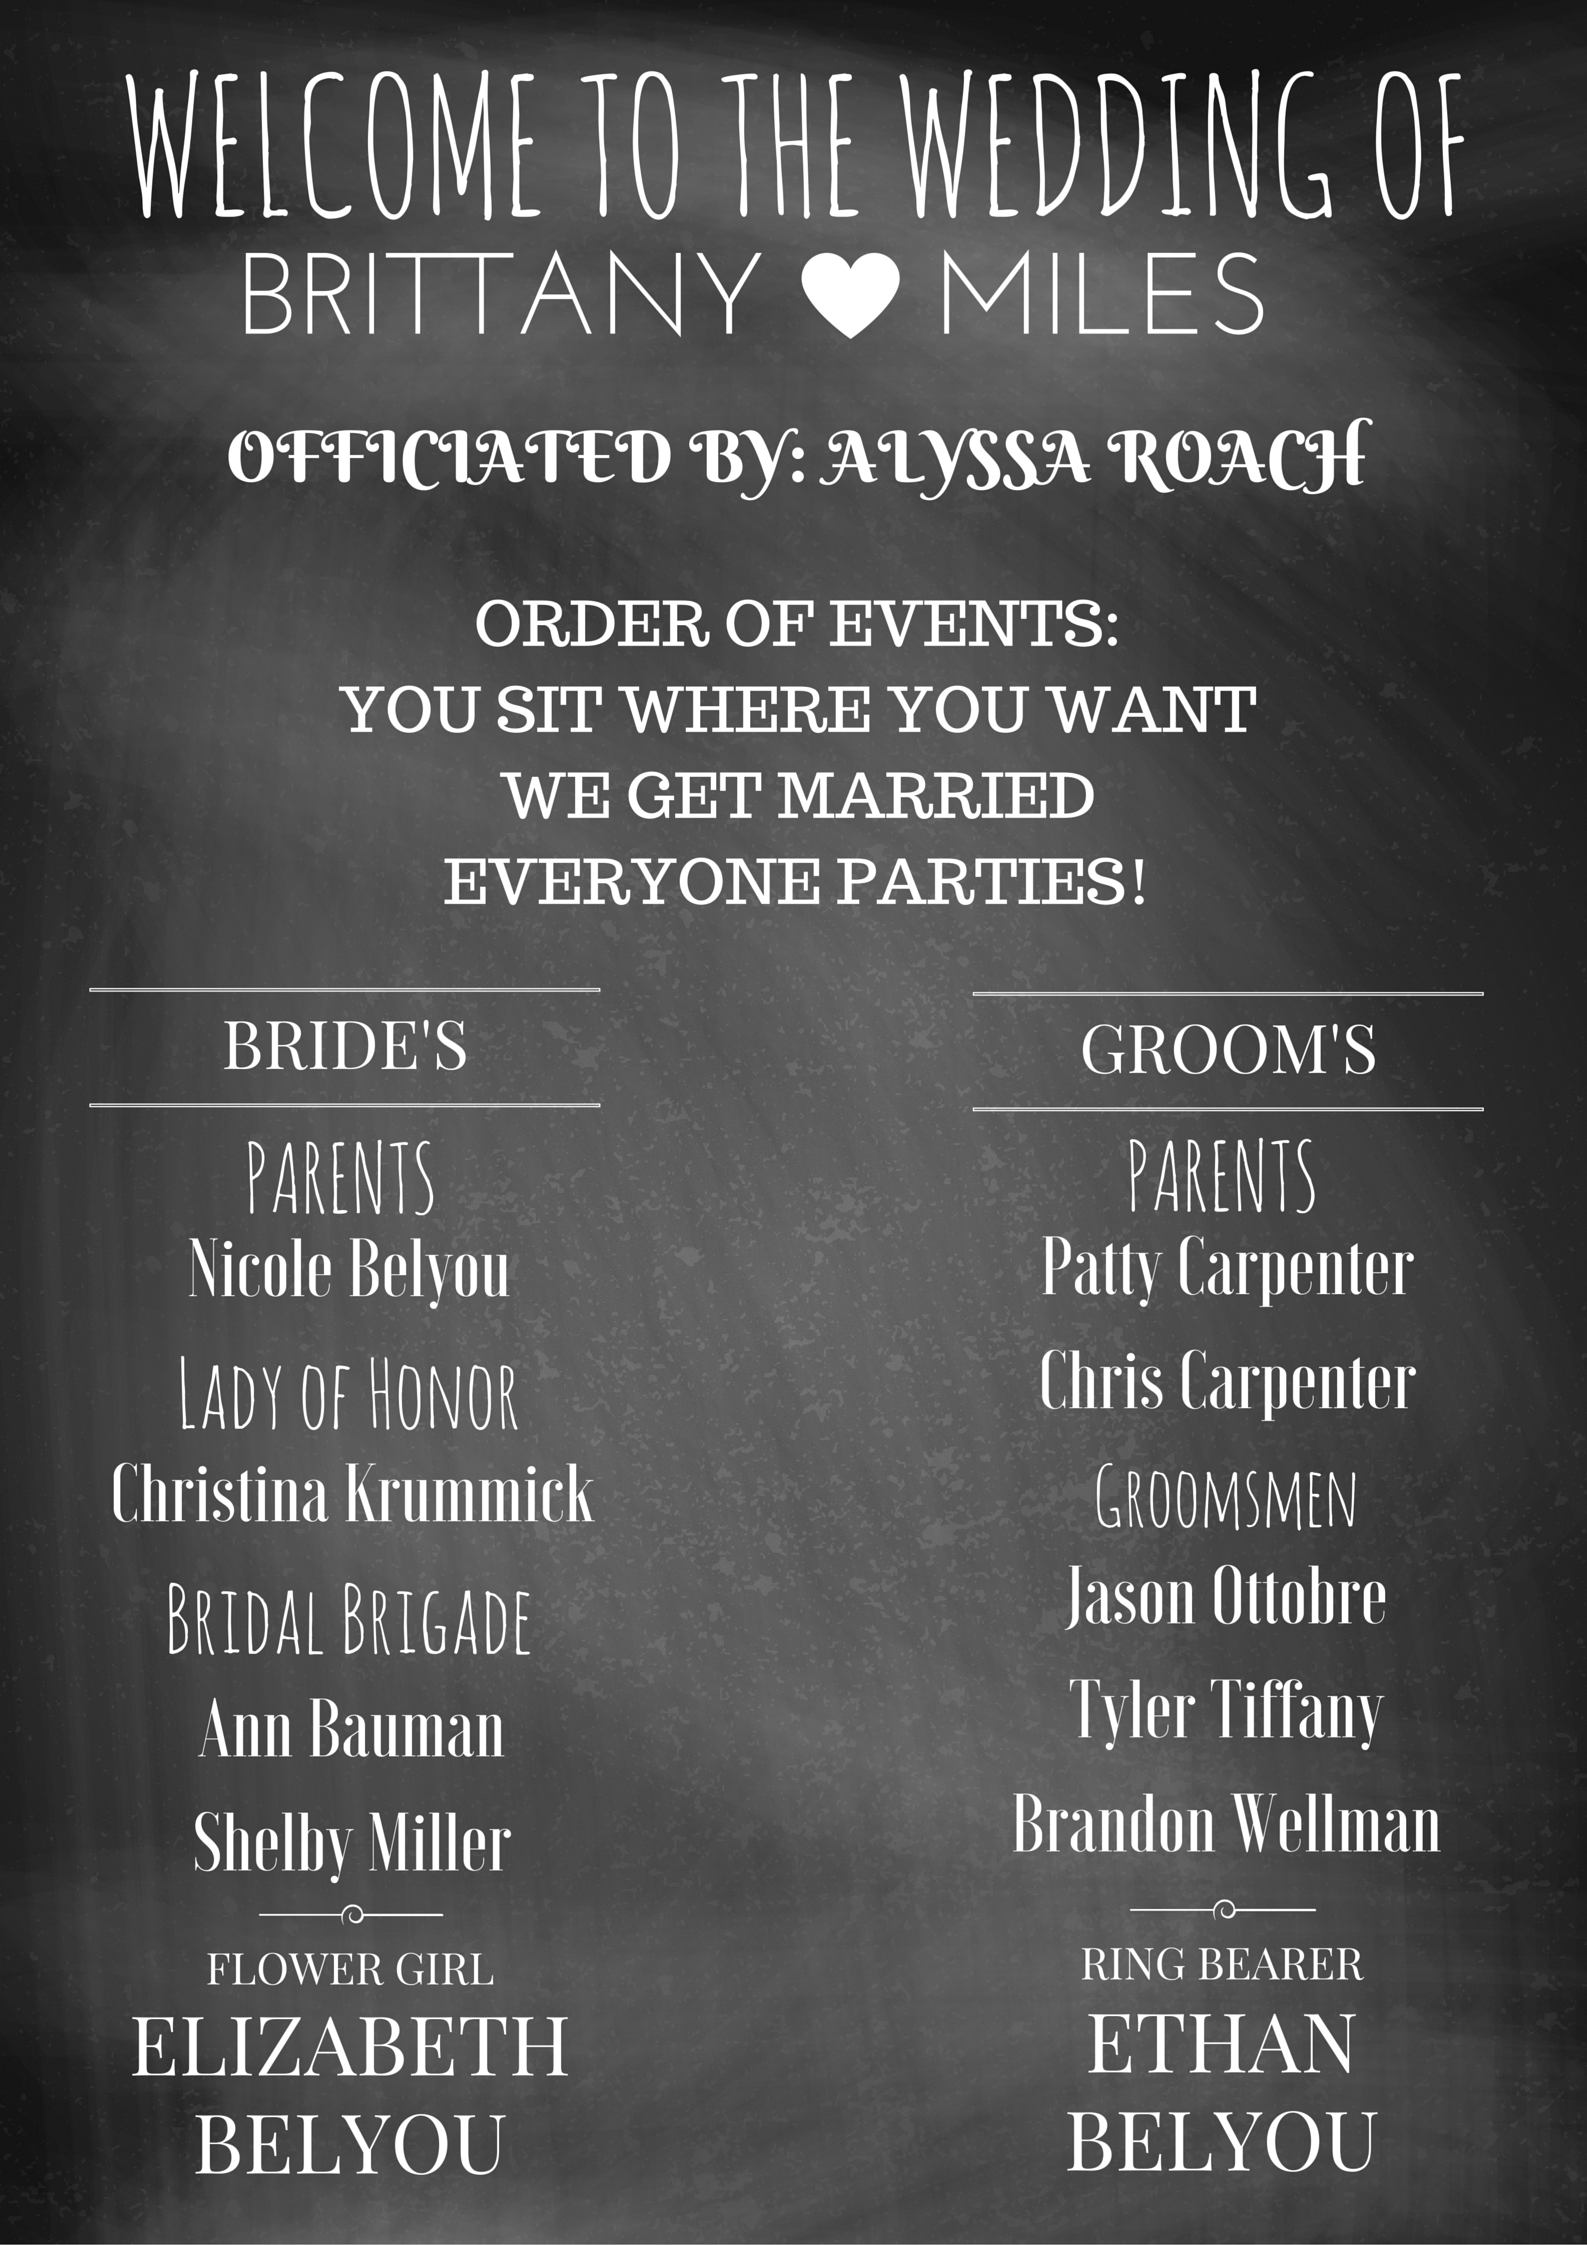 WELCOME TO THE WEDDING OF
BRITTANY ♥ MILES
OFFICIATED BY: ALYSSA ROACH
ORDER OF EVENTS:
YOU SIT WHERE YOU WANT
WE GET MARRIED
EVERYONE PARTIES!
BRIDE'S
PARENTS
Nicole Belyou
LADY OF HONOR
Christina Krummick
BRIDAL BRIGADE
Ann Bauman
Shelby Miller
FLOWER GIRL
ELIZABETH
BELYOU
GROOM'S
PARENTS
Patty Carpenter
Chris Carpenter
GROOMSMEN
Jason Ottobre
Tyler Tiffany
Brandon Wellman
RING BEARER
ETHAN
BELYOU